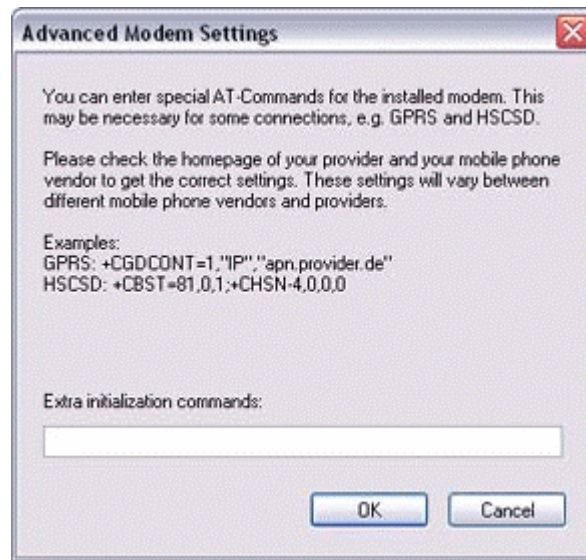 Advanced Modem Settings
You can enter special AT-Commands for the installed modem. This
may be necessary for some connections, e.g. GPRS and HSCSD.
Please check the homepage of your provider and your mobile phone
vendor to get the correct settings. These settings will vary between
different mobile phone vendors and providers.
Examples:
GPRS: +CGDCONT=1,"IP","apn.provider.de"
HSCSD: +CBST=81,0,1;+CHSN-4,0,0,0
Extra initialization commands:
OK Cancel